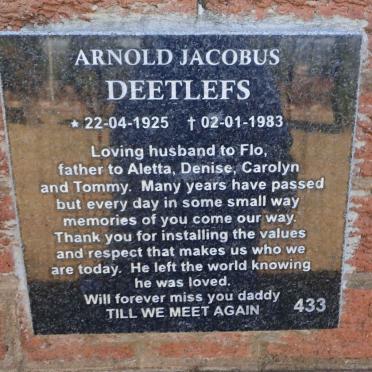 ARNOLD JACOBUS
DEETLEFS
★ 22-04-1925 † 02-01-1983
Loving husband to Flo,
father to Aletta, Denise, Carolyn
and Tommy. Many years have passed
but every day in some small way
memories of you come our way.
Thank you for installing the values
and respect that makes us who we
are today. He left the world knowing
he was loved.
Will forever miss you daddy
TILL WE MEET AGAIN 433